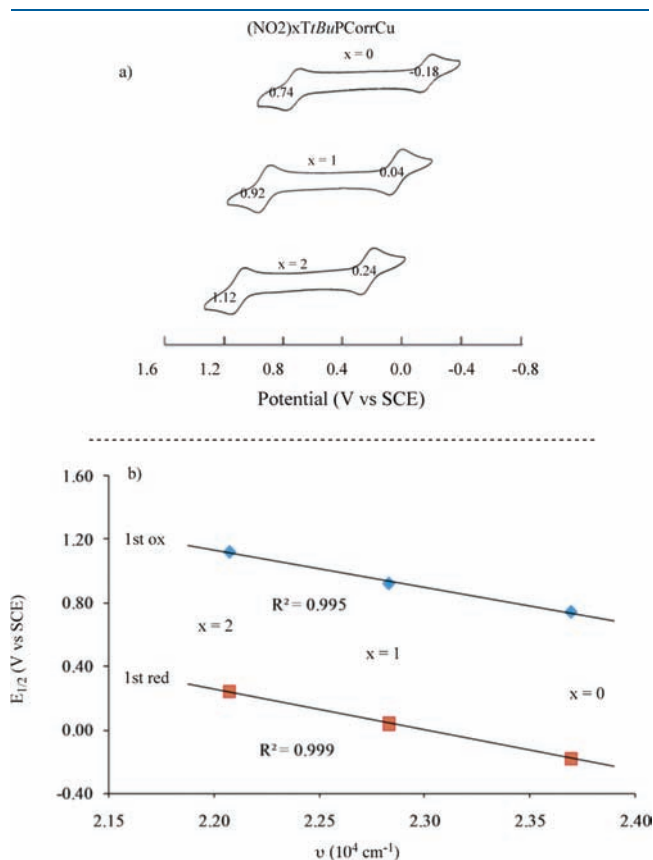 (NO2)xTtBuPCorrCu
x = 0
a)
0.74
-0.18
x = 1
0.92
0.04
x = 2
1.12
0.24
1.6 1.2 0.8 0.4 0.0 -0.4 -0.8
Potential (V vs SCE)
b)
1.60
1.20
0.80
0.40
0.00
-0.40
E1/2 (V vs SCE)
1st ox
R² = 0.995
x = 2
x = 1
1st red
x = 0
R² = 0.999
2.15 2.20 2.25 2.30 2.35 2.40
υ (10⁴ cm⁻¹)